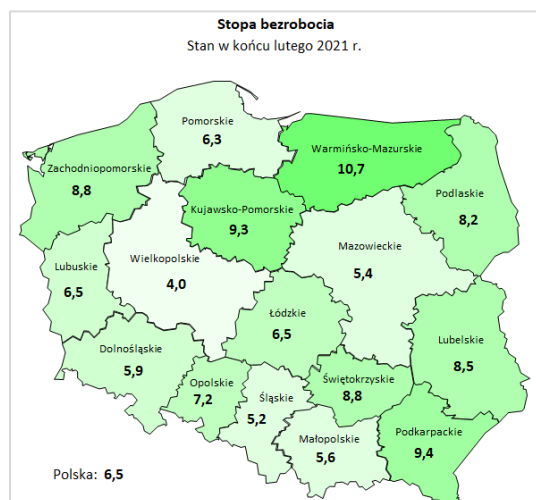 Stopa bezrobocia
Stan w końcu lutego 2021 r.
Pomorskie
6,3
Warmińsko-Mazurskie
10,7
Zachodniopomorskie
8,8
Podlaskie
8,2
Kujawsko-Pomorskie
9,3
Mazowieckie
5,4
Wielkopolskie
4,0
Lubuskie
6,5
Łódzkie
6,5
Lubelskie
8,5
Dolnośląskie
5,9
Opolskie
7,2
Śląskie
5,2
Świętokrzyskie
8,8
Małopolskie
5,6
Podkarpackie
9,4
Polska: 6,5